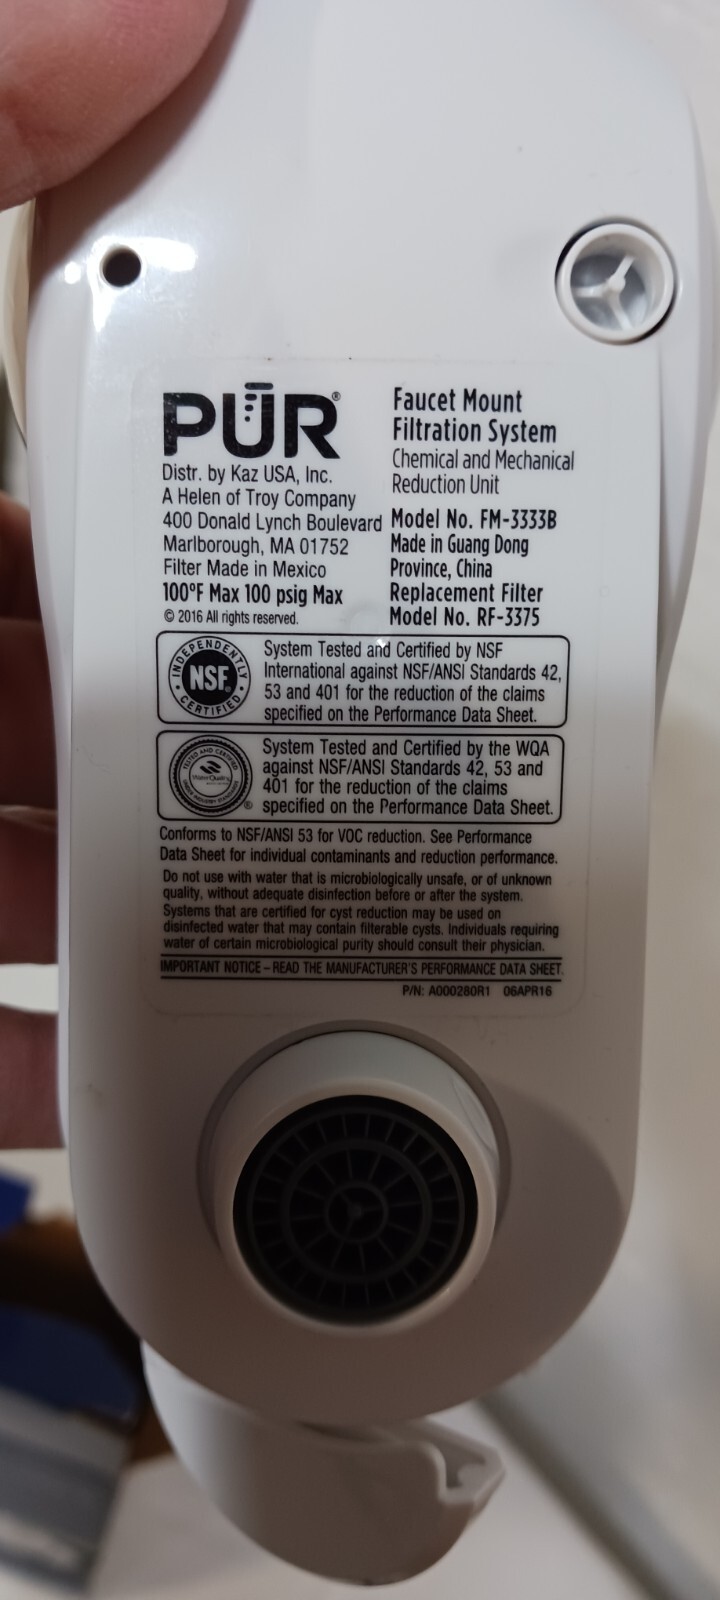 PŪR®
Distr. by Kaz USA, Inc.
A Helen of Troy Company
400 Donald Lynch Boulevard
Marlborough, MA 01752
Filter Made in Mexico
100°F Max 100 psig Max
© 2016 All rights reserved.
Faucet Mount
Filtration System
Chemical and Mechanical
Reduction Unit
Model No. FM-3333B
Made in Guang Dong
Province, China
Replacement Filter
Model No. RF-3375
INDEPENDENTLY
NSF®
CERTIFIED
System Tested and Certified by NSF
International against NSF/ANSI Standards 42,
53 and 401 for the reduction of the claims
specified on the Performance Data Sheet.
TESTED AND CERTIFIED
Water Quality
UNDER INDUSTRY STANDARDS
®
System Tested and Certified by the WQA
against NSF/ANSI Standards 42, 53 and
401 for the reduction of the claims
specified on the Performance Data Sheet.
Conforms to NSF/ANSI 53 for VOC reduction. See Performance
Data Sheet for individual contaminants and reduction performance.
Do not use with water that is microbiologically unsafe, or of unknown
quality, without adequate disinfection before or after the system.
Systems that are certified for cyst reduction may be used on
disinfected water that may contain filterable cysts. Individuals requiring
water of certain microbiological purity should consult their physician.
IMPORTANT NOTICE – READ THE MANUFACTURER'S PERFORMANCE DATA SHEET.
P/N: A000280R1 06APR16